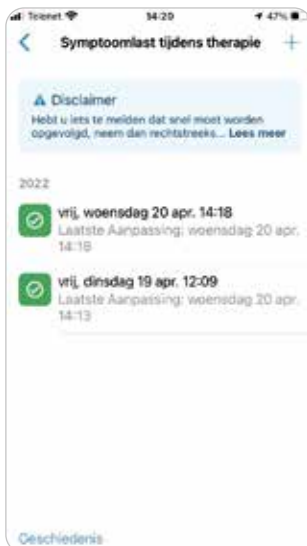 Telenet 14:20 47%
Symptoomlast tijdens therapie
Disclaimer
Hebt u iets te melden dat snel moet worden
opgevolgd, neem dan rechtstreeks... Lees meer
2022
vrij, woensdag 20 apr. 14:18
Laatste Aanpassing: woensdag 20 apr.
14:18
vrij, dinsdag 19 apr. 12:09
Laatste Aanpassing: woensdag 20 apr.
14:13
Geschiedenis